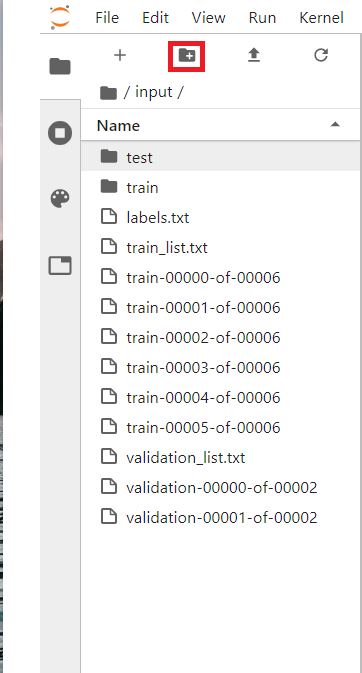 File Edit View Run Kernel
/ input /
Name
test
train
labels.txt
train_list.txt
train-00000-of-00006
train-00001-of-00006
train-00002-of-00006
train-00003-of-00006
train-00004-of-00006
train-00005-of-00006
validation_list.txt
validation-00000-of-00002
validation-00001-of-00002